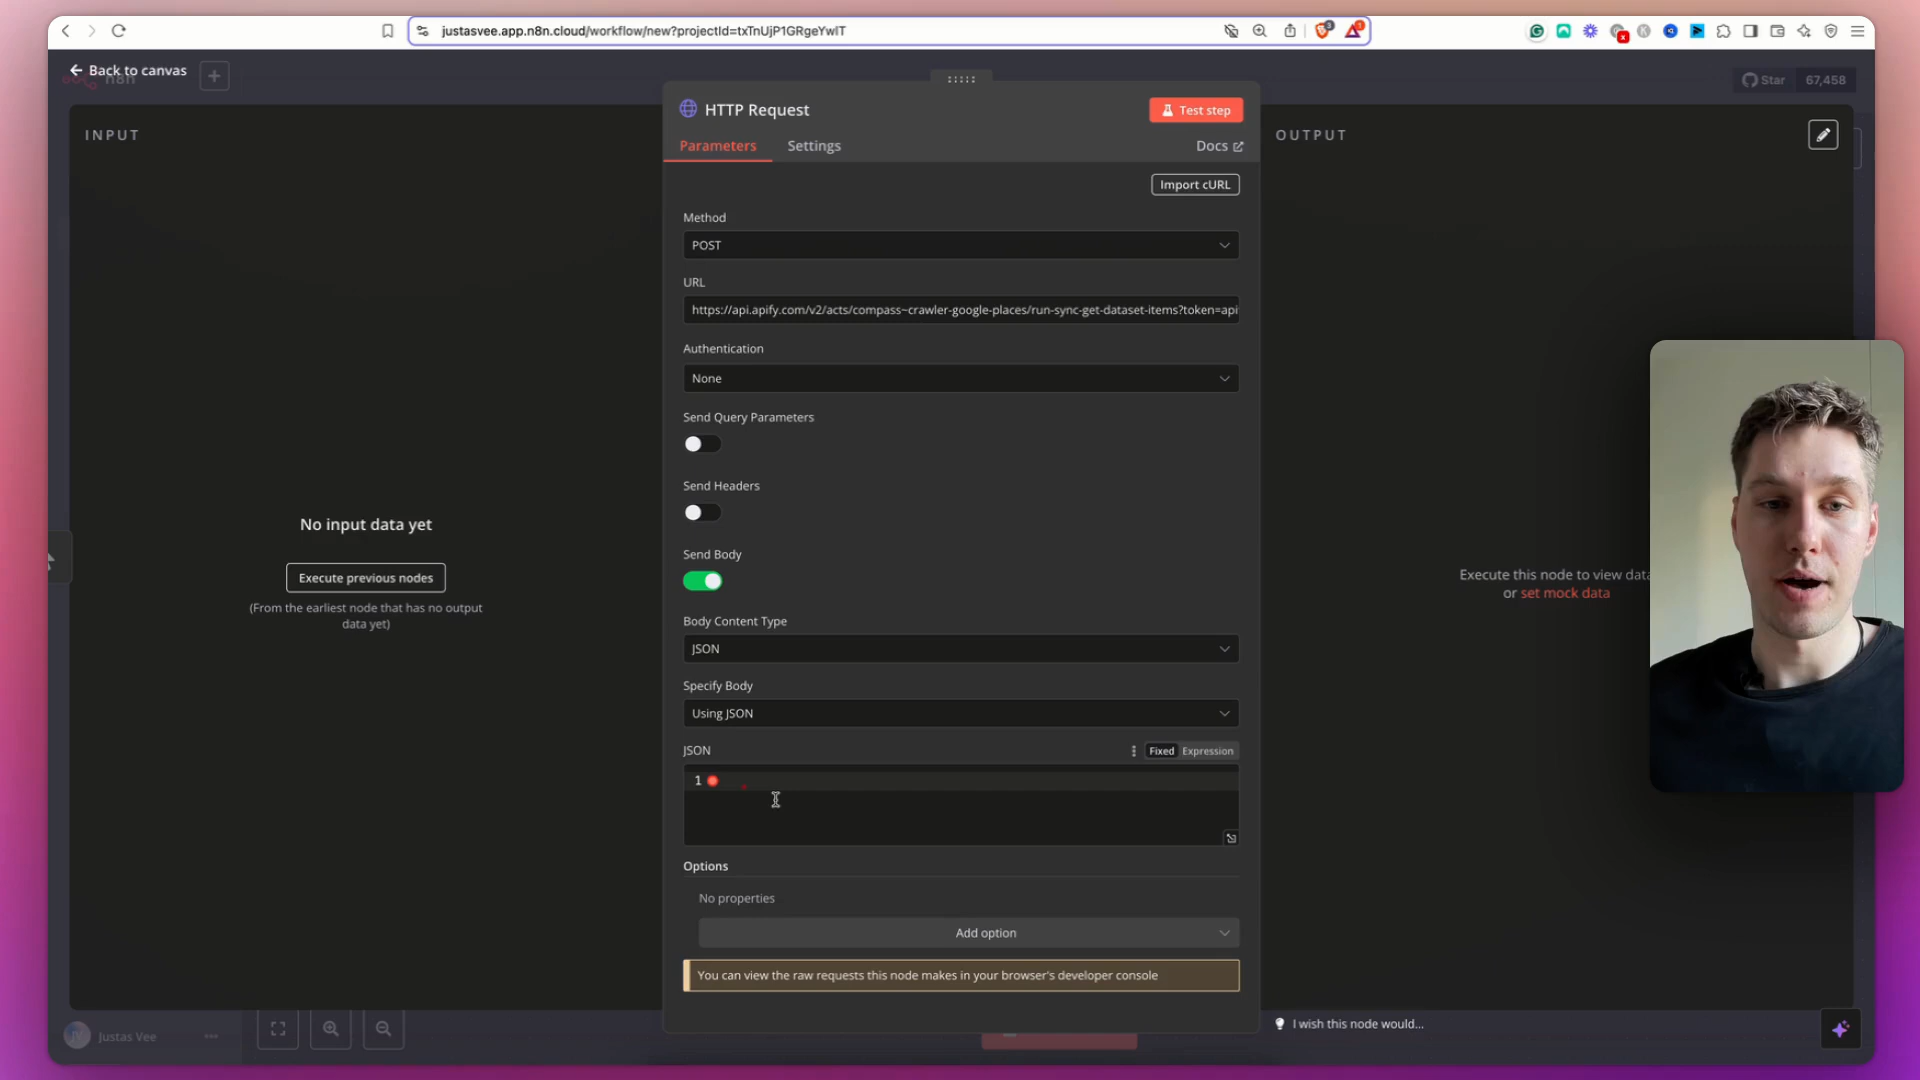 justasvee.app.n8n.cloud/workflow/new?projectId=txTnUjP1GRgeYwIT
Back to canvas
n8n
Star 67,458
INPUT
HTTP Request
Test step
OUTPUT
Parameters Settings Docs
Import cURL
Method
POST
URL
https://api.apify.com/v2/acts/compass~crawler-google-places/run-sync-get-dataset-items?token=api
Authentication
None
Send Query Parameters
Send Headers
No input data yet
Execute previous nodes
(From the earliest node that has no output
data yet)
Send Body
Execute this node to view data
or set mock data
Body Content Type
JSON
Specify Body
Using JSON
JSON
Fixed Expression
1
Options
No properties
Add option
You can view the raw requests this node makes in your browser's developer console
I wish this node would...
JV Justas Vee